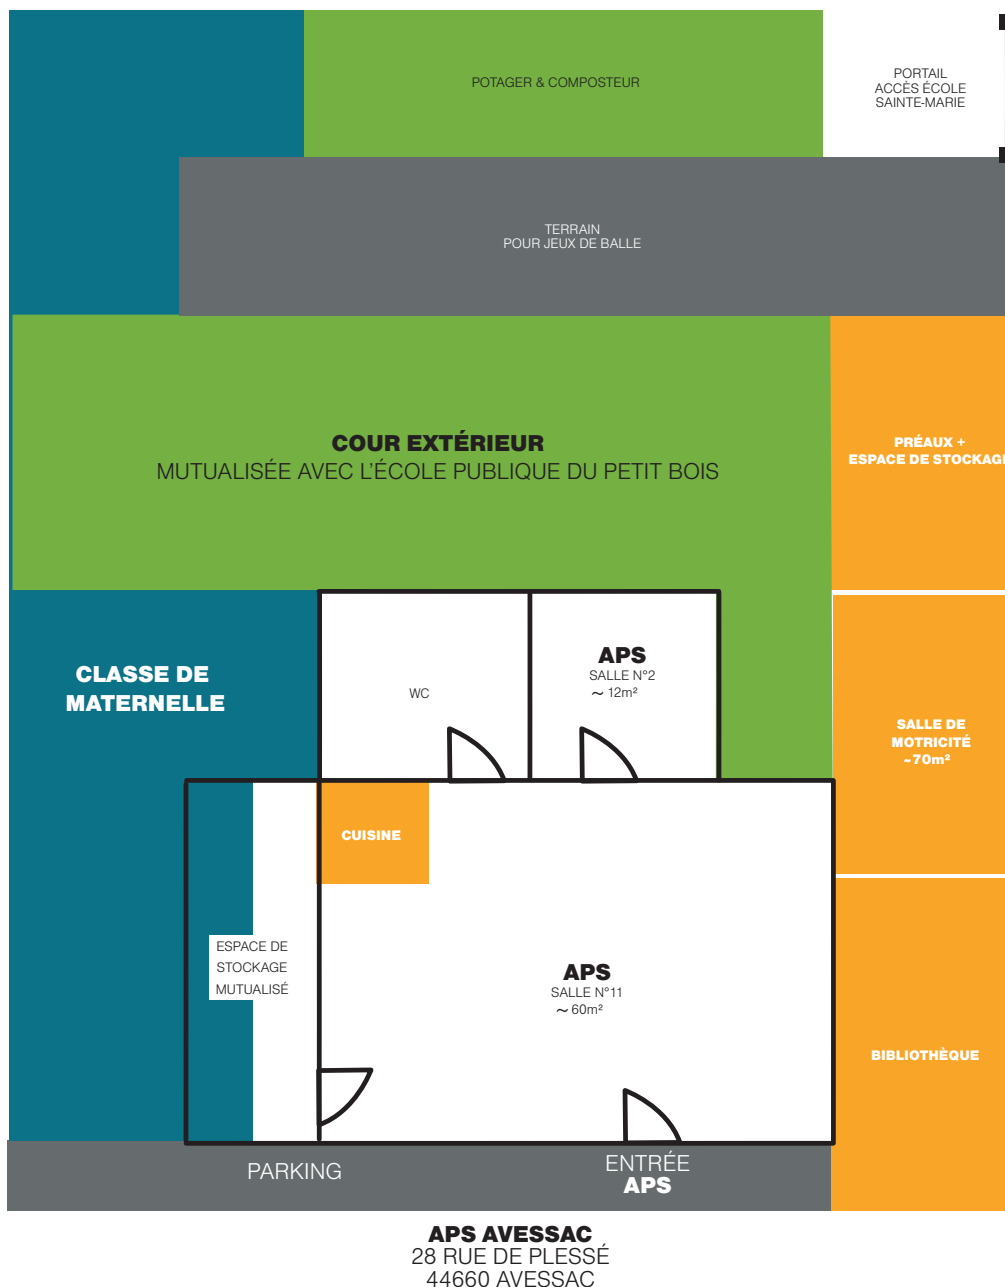 POTAGER & COMPOSTEUR
PORTAIL
ACCÈS ÉCOLE
SAINTE-MARIE
TERRAIN
POUR JEUX DE BALLE
COUR EXTÉRIEUR
MUTUALISÉE AVEC L'ÉCOLE PUBLIQUE DU PETIT BOIS
PRÉAUX +
ESPACE DE STOCKAGE
CLASSE DE
MATERNELLE
WC
APS
SALLE N°2
~ 12m²
SALLE DE
MOTRICITÉ
~70m²
CUISINE
ESPACE DE
STOCKAGE
MUTUALISÉ
APS
SALLE N°11
~ 60m²
BIBLIOTHÈQUE
PARKING
ENTRÉE
APS
APS AVESSAC
28 RUE DE PLESSÉ
44660 AVESSAC